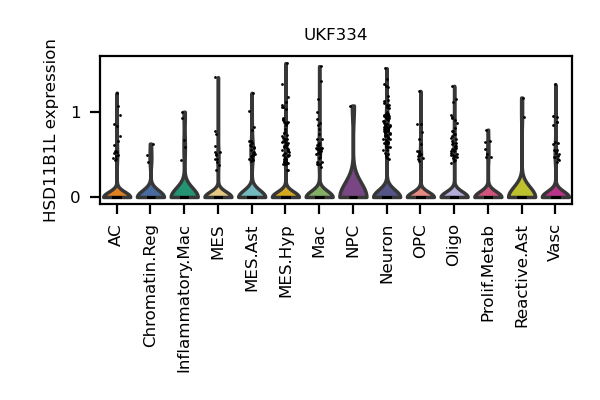 UKF334
HSD11B1L expression
1
0
AC
Chromatin.Reg
Inflammatory.Mac
MES
MES.Ast
MES.Hyp
Mac
NPC
Neuron
OPC
Oligo
Prolif.Metab
Reactive.Ast
Vasc